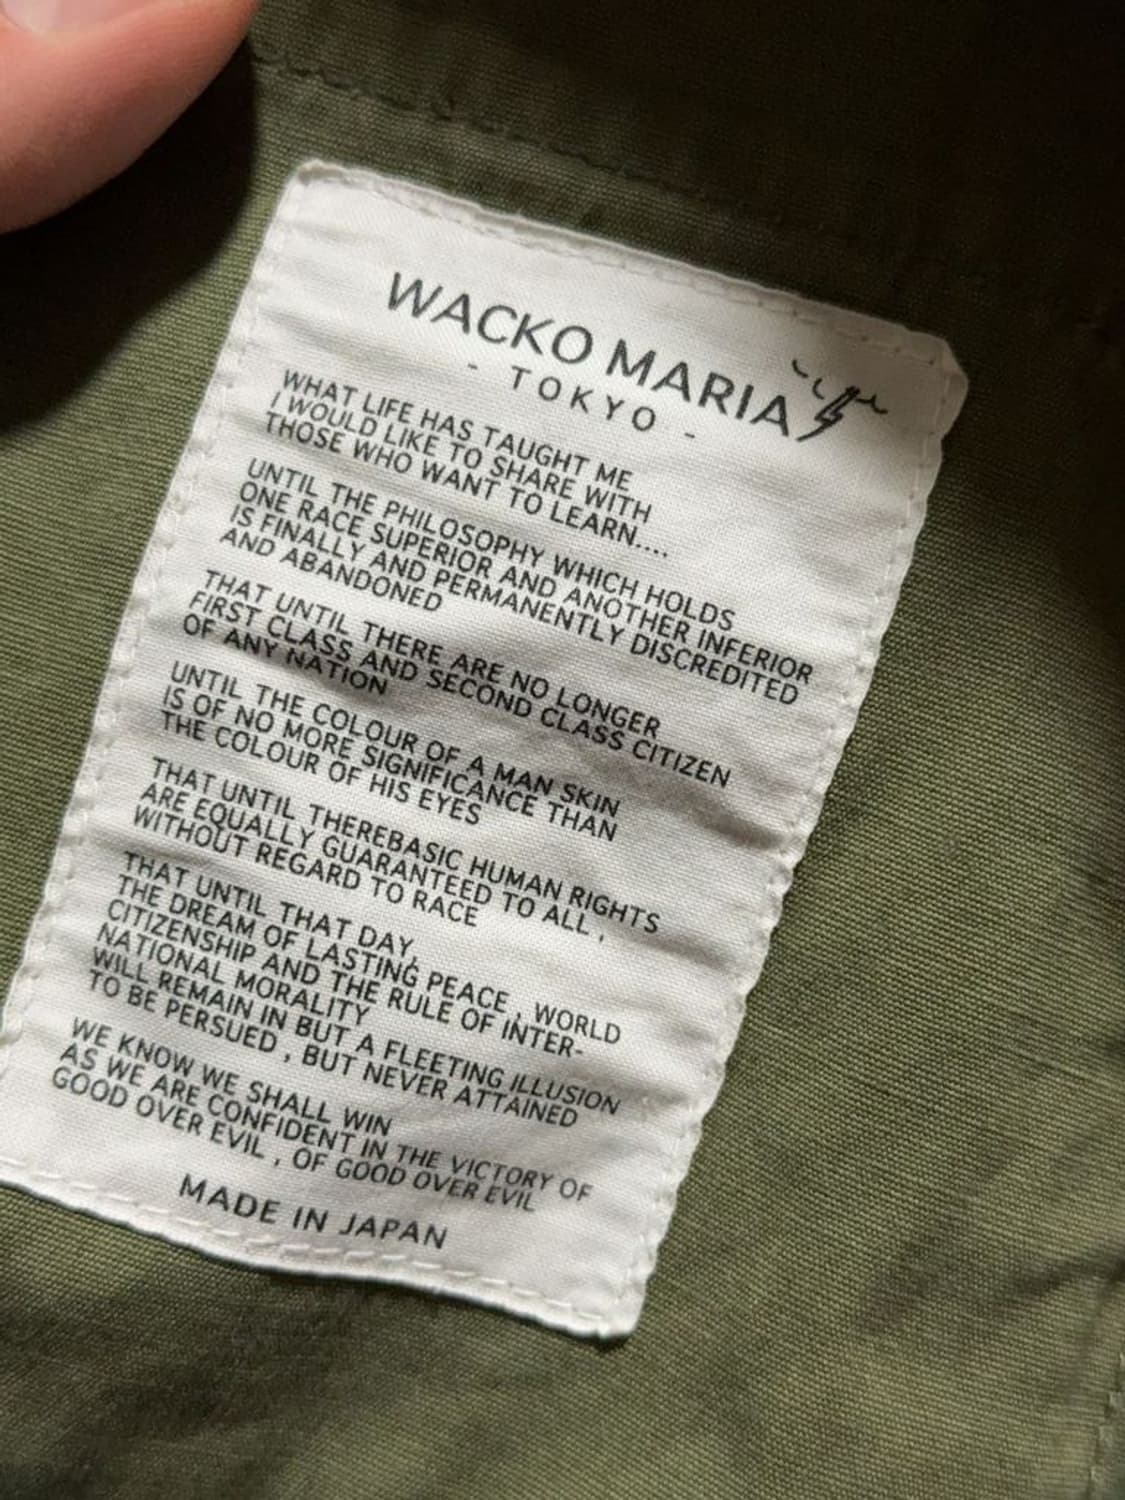 WACKO MARIA
- TOKYO -
WHAT LIFE HAS TAUGHT ME
I WOULD LIKE TO SHARE WITH
THOSE WHO WANT TO LEARN....
UNTIL THE PHILOSOPHY WHICH HOLDS
ONE RACE SUPERIOR AND ANOTHER INFERIOR
IS FINALLY AND PERMANENTLY DISCREDITED
AND ABANDONED
THAT UNTIL THERE ARE NO LONGER
FIRST CLASS AND SECOND CLASS CITIZEN
OF ANY NATION
UNTIL THE COLOUR OF A MAN SKIN
IS OF NO MORE SIGNIFICANCE THAN
THE COLOUR OF HIS EYES
THAT UNTIL THEREBASIC HUMAN RIGHTS
ARE EQUALLY GUARANTEED TO ALL ,
WITHOUT REGARD TO RACE
THAT UNTIL THAT DAY,
THE DREAM OF LASTING PEACE , WORLD
CITIZENSHIP AND THE RULE OF INTER-
NATIONAL MORALITY
WILL REMAIN IN BUT A FLEETING ILLUSION
TO BE PERSUED , BUT NEVER ATTAINED
WE KNOW WE SHALL WIN
AS WE ARE CONFIDENT IN THE VICTORY OF
GOOD OVER EVIL , OF GOOD OVER EVIL
MADE IN JAPAN